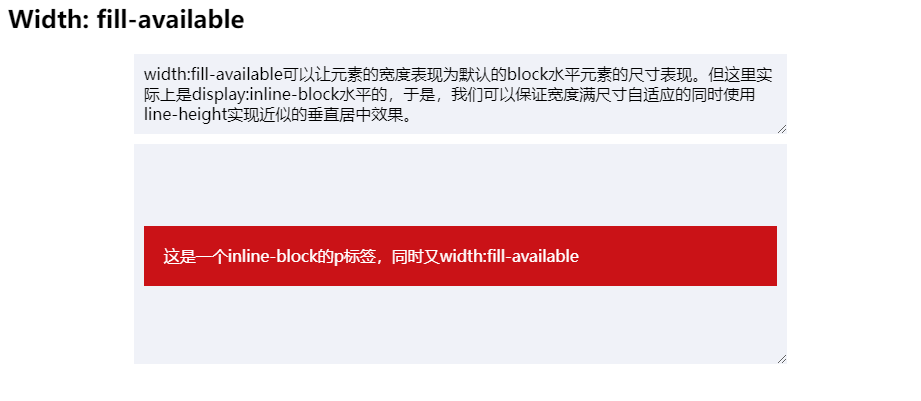 Width: fill-available
width:fill-available可以让元素的宽度表现为默认的block水平元素的尺寸表现。但这里实
际上是display:inline-block水平的，于是，我们可以保证宽度满尺寸自适应的同时使用
line-height实现近似的垂直居中效果。
这是一个inline-block的p标签，同时又width:fill-available